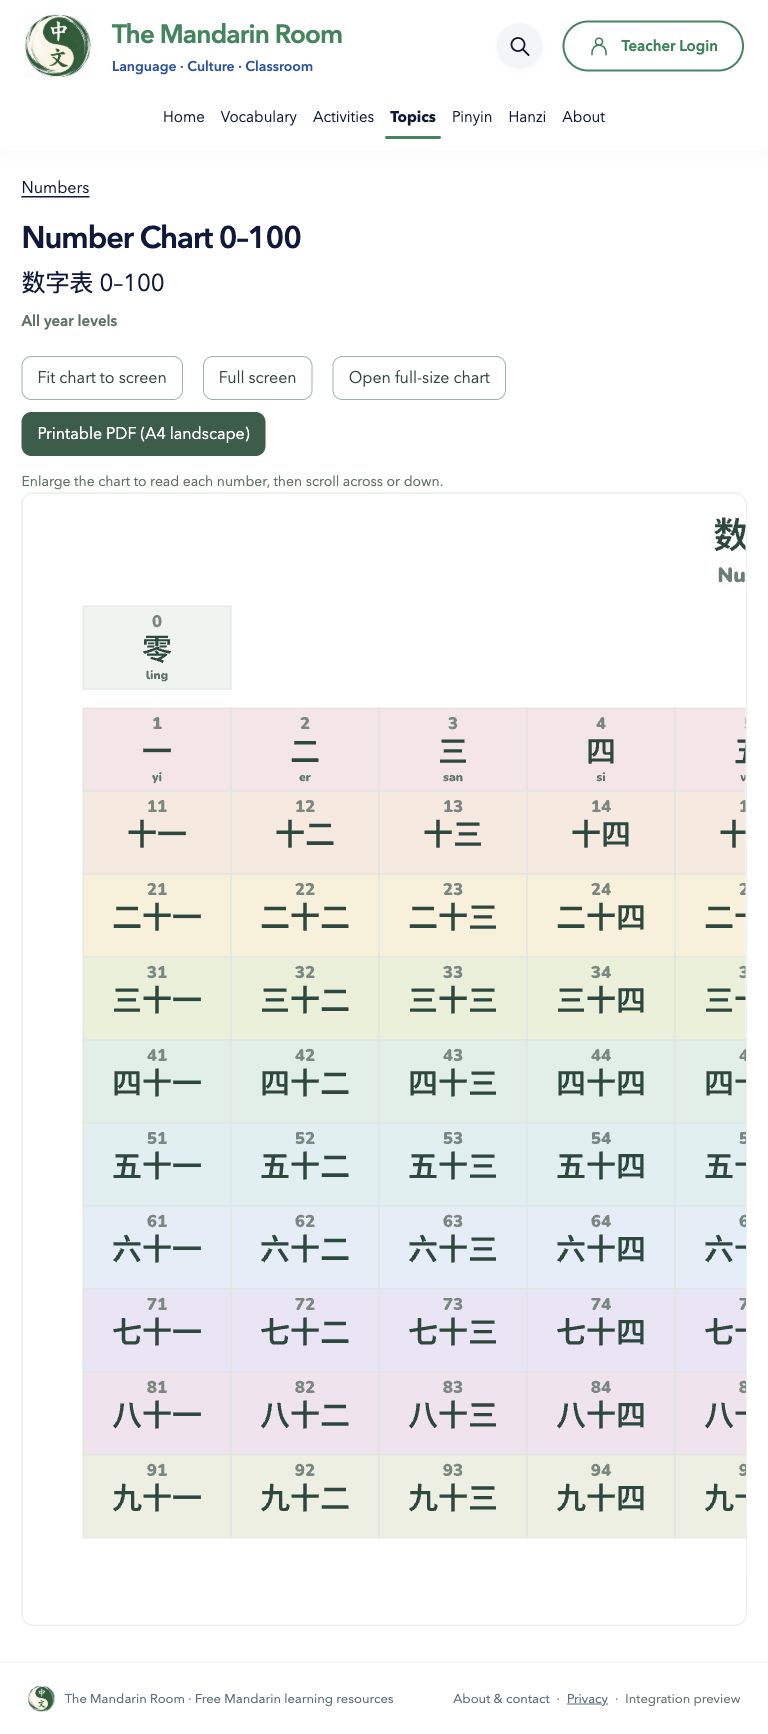 中
文
The Mandarin Room
Language · Culture · Classroom
Teacher Login
Home Vocabulary Activities Topics Pinyin Hanzi About
Numbers
Number Chart 0–100
数字表 0–100
All year levels
Fit chart to screen Full screen Open full-size chart
Printable PDF (A4 landscape)
Enlarge the chart to read each number, then scroll across or down.
数
Nu
0
零
ling
1 2 3 4
一 二 三 四
yi er san si
11 12 13 14
十一 十二 十三 十四 十
21 22 23 24
二十一 二十二 二十三 二十四 二
31 32 33 34
三十一 三十二 三十三 三十四 三
41 42 43 44
四十一 四十二 四十三 四十四 四
51 52 53 54
五十一 五十二 五十三 五十四 五
61 62 63 64
六十一 六十二 六十三 六十四 六
71 72 73 74
七十一 七十二 七十三 七十四 七
81 82 83 84
八十一 八十二 八十三 八十四 八
91 92 93 94
九十一 九十二 九十三 九十四 九
The Mandarin Room · Free Mandarin learning resources
About & contact · Privacy · Integration preview